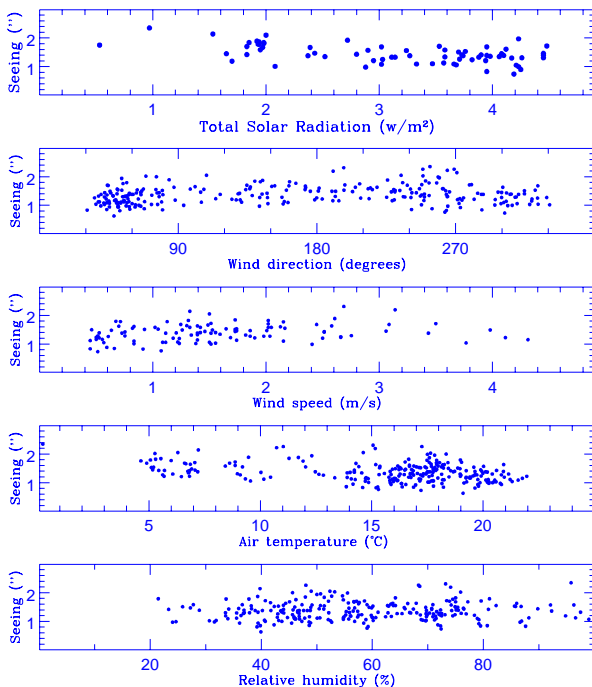 Seeing (")
2
1
1 2 3 4
Total Solar Radiation (w/m²)
Seeing (")
2
1
90 180 270
Wind direction (degrees)
Seeing (")
2
1
1 2 3 4
Wind speed (m/s)
Seeing (")
2
1
5 10 15 20
Air temperature (°C)
Seeing (")
2
1
20 40 60 80
Relative humidity (%)